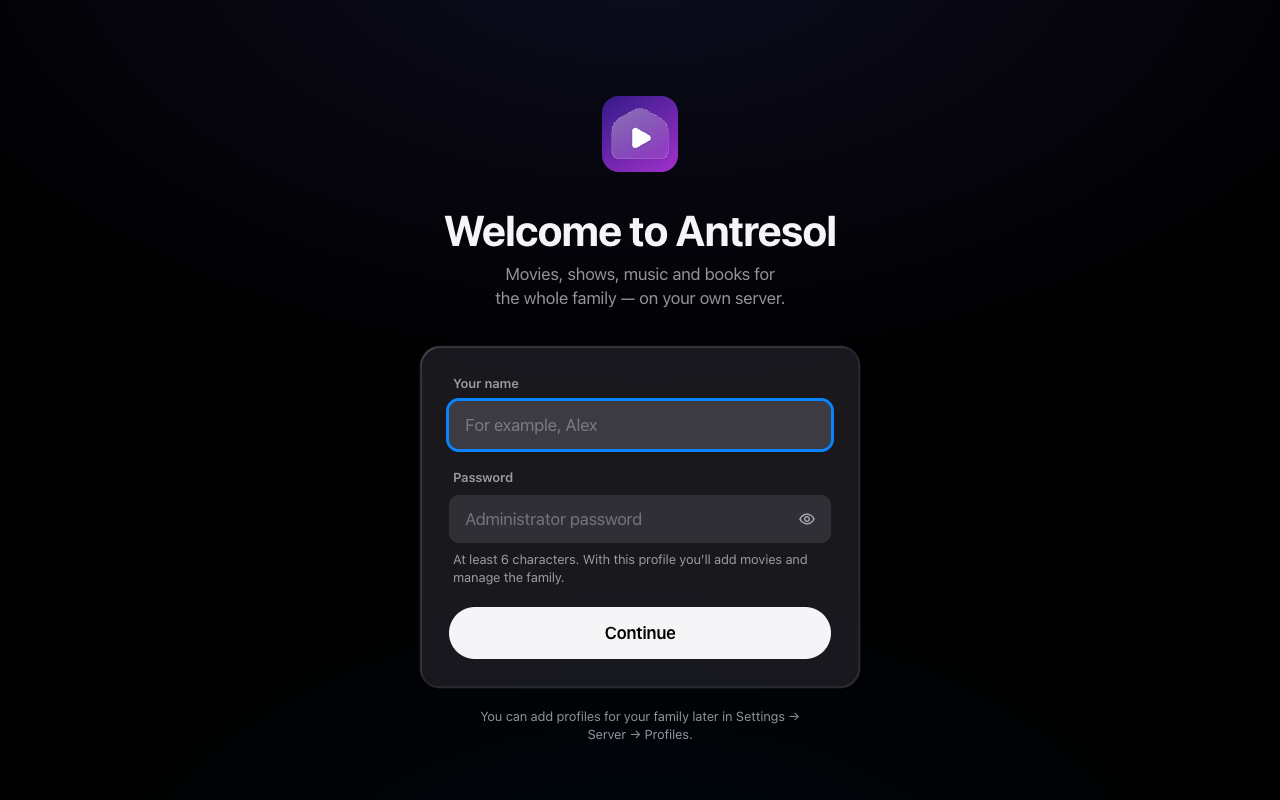 Welcome to Antresol
Movies, shows, music and books for
the whole family — on your own server.
Your name
For example, Alex
Password
Administrator password
At least 6 characters. With this profile you’ll add movies and
manage the family.
Continue
You can add profiles for your family later in Settings →
Server → Profiles.